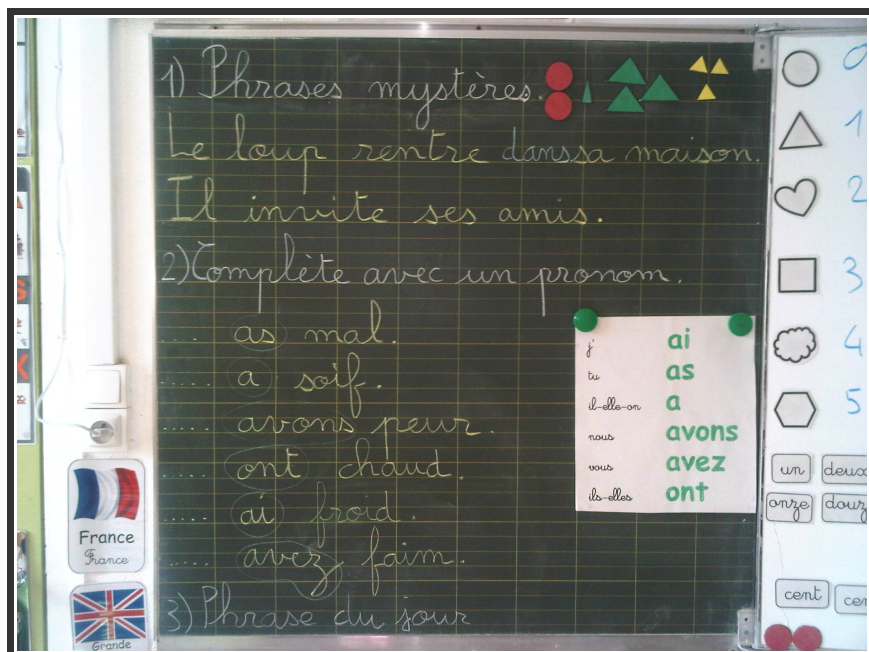 1) Phrases mystères.
Le loup rentre dans sa maison.
Il invite ses amis.
2) Complète avec un pronom.
..... as mal.
..... a soif.
..... avons peur.
..... ont chaud.
..... ai froid.
..... avez faim.
3) Phrase du jour
j' ai
tu as
il-elle-on a
nous avons
vous avez
ils-elles ont
France
France
Grande
0
1
2
3
4
5
un deux
onze douz
cent cen